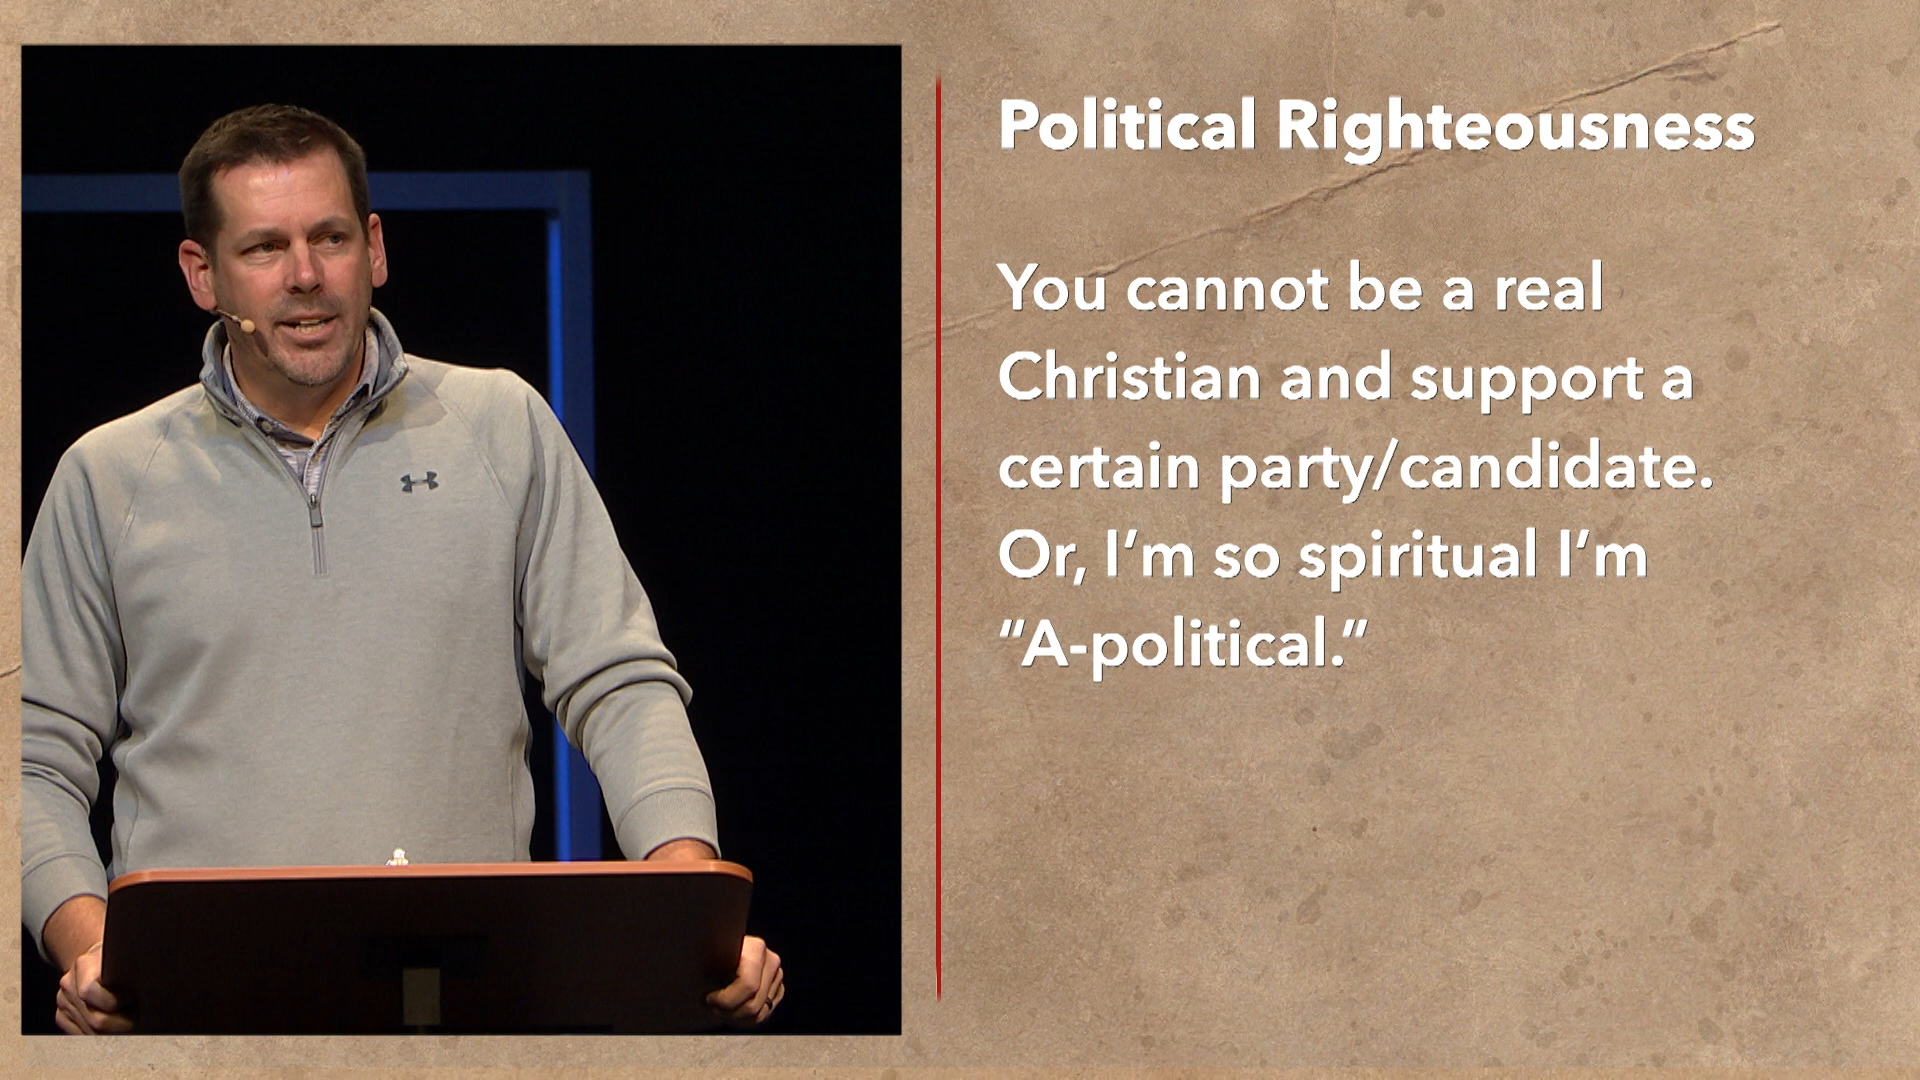 Political Righteousness
You cannot be a real
Christian and support a
certain party/candidate.
Or, I’m so spiritual I’m
“A-political.”